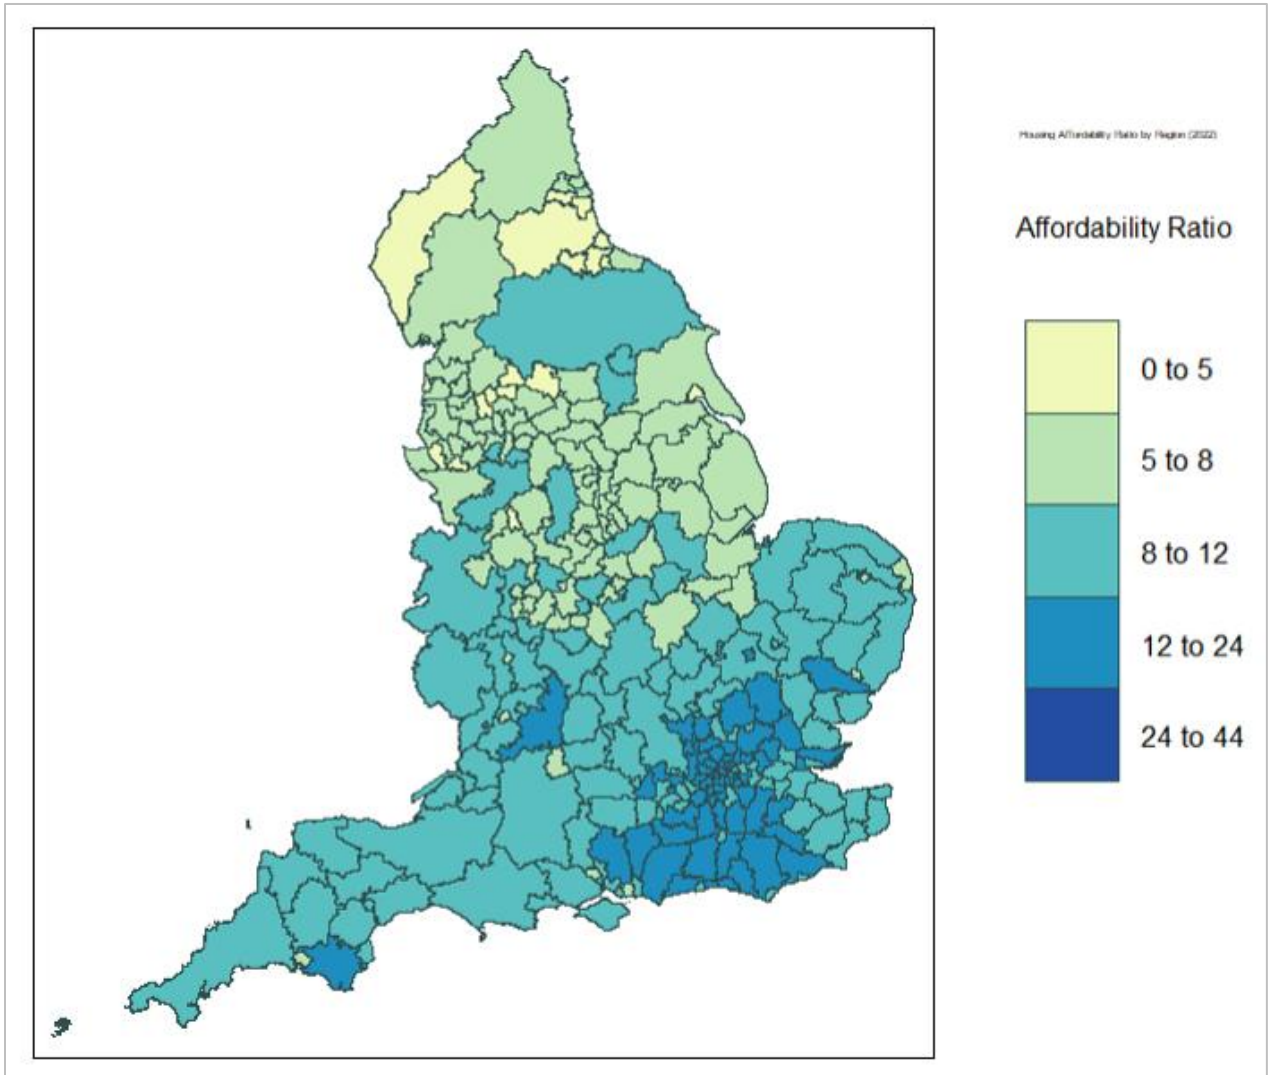 Housing Affordability Ratio by Region (2022)
Affordability Ratio
0 to 5
5 to 8
8 to 12
12 to 24
24 to 44